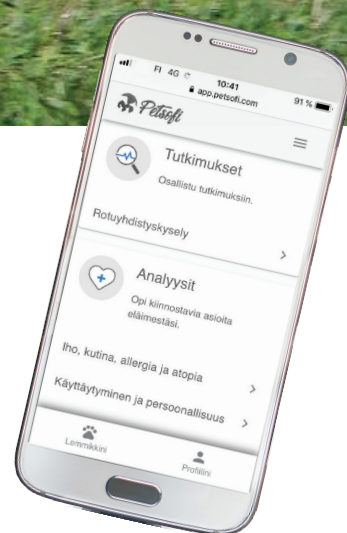 FI 4G 10:41 91 %
app.petsofi.com
Petsofi
Tutkimukset
Osallistu tutkimuksiin.
Rotuyhdistyskysely
Analyysit
Opi kiinnostavia asioita
eläimestäsi.
Iho, kutina, allergia ja atopia
Käyttäytyminen ja persoonallisuus
Lemmikkini
Profiilini